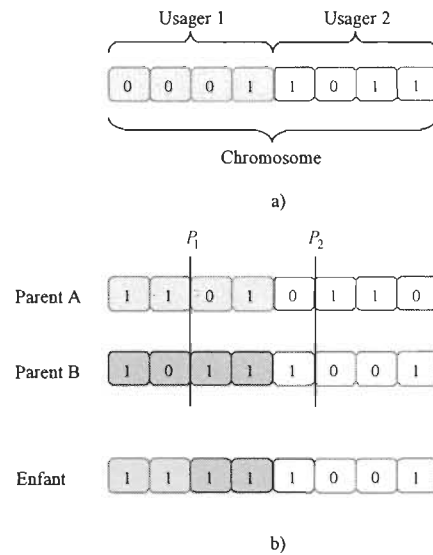 Usager 1 Usager 2
0 0 0 1 1 0 1 1
Chromosome
a)
P1 P2
Parent A 1 1 0 1 0 1 1 0
Parent B 1 0 1 1 1 0 0 1
Enfant 1 1 1 1 1 0 0 1
b)